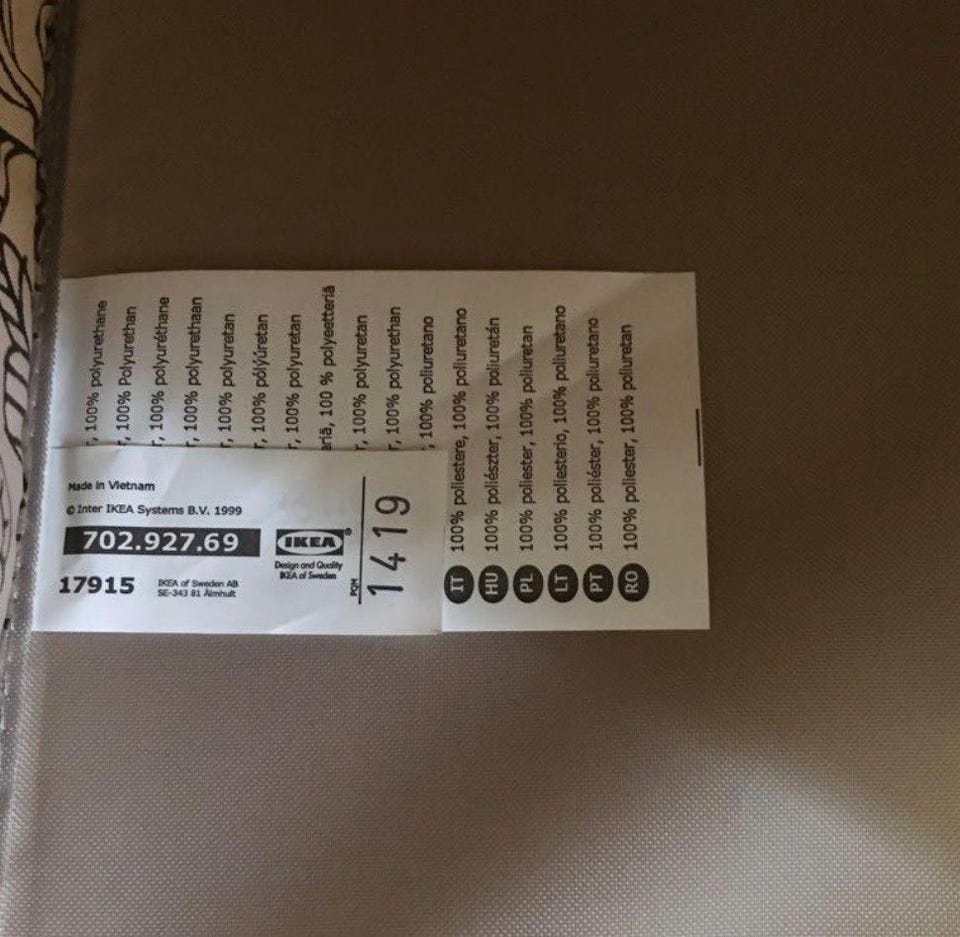 Made in Vietnam
© Inter IKEA Systems B.V. 1999
702.927.69
17915
IKEA of Sweden AB
SE-343 81 Älmhult
IKEA®
Design and Quality
IKEA of Sweden
PQM
1419
r, 100% polyurethane
r, 100% Polyurethan
r, 100% polyuréthane
r, 100% polyurethaan
r, 100% polyuretan
r, 100% pólýúretan
r, 100% polyuretan
eriä, 100 % polyeetteriä
r, 100% polyuretan
r, 100% polyurethan
, 100% poliuretano
IT 100% poliestere, 100% poliuretano
HU 100% poliészter, 100% poliuretán
PL 100% poliester, 100% poliuretan
LT 100% poliesterio, 100% poliuretano
PT 100% poliéster, 100% poliuretano
RO 100% poliester, 100% poliuretan